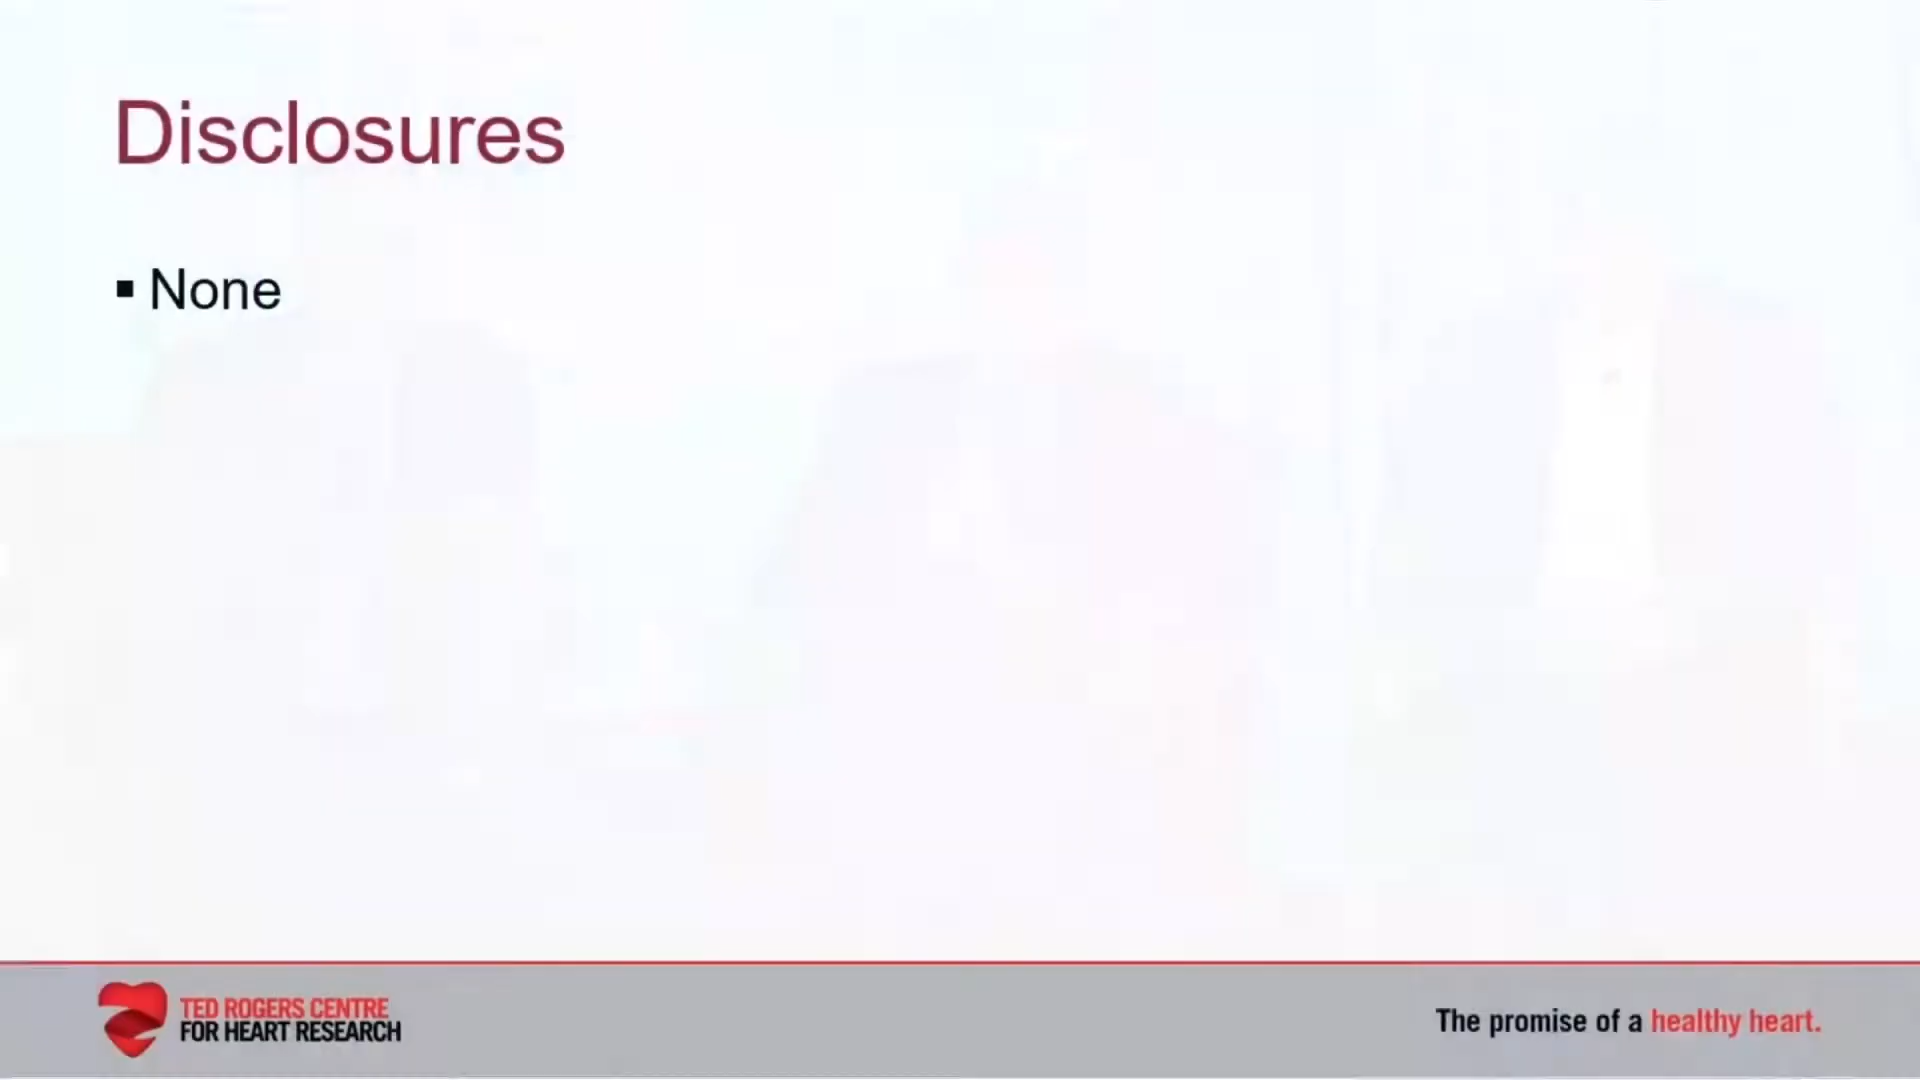 Disclosures
▪ None
TED ROGERS CENTRE
FOR HEART RESEARCH
The promise of a healthy heart.